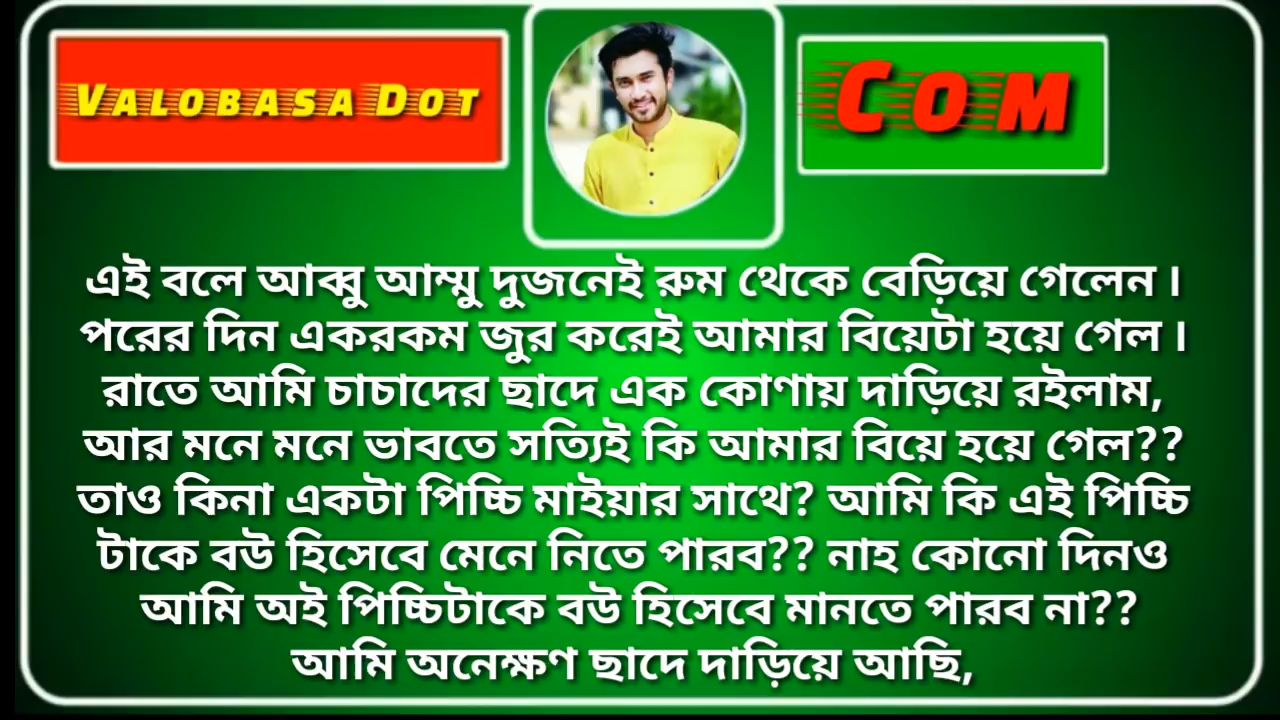 VALOBASA DOT
COM
এই বলে আব্বু আম্মু দুজনেই রুম থেকে বেড়িয়ে গেলেন ।
পরের দিন একরকম জুর করেই আমার বিয়েটা হয়ে গেল ।
রাতে আমি চাচাদের ছাদে এক কোণায় দাড়িয়ে রইলাম,
আর মনে মনে ভাবতে সত্যিই কি আমার বিয়ে হয়ে গেল??
তাও কিনা একটা পিচ্চি মাইয়ার সাথে? আমি কি এই পিচ্চি
টাকে বউ হিসেবে মেনে নিতে পারব?? নাহ কোনো দিনও
আমি অই পিচ্চিটাকে বউ হিসেবে মানতে পারব না??
আমি অনেক্ষণ ছাদে দাড়িয়ে আছি,